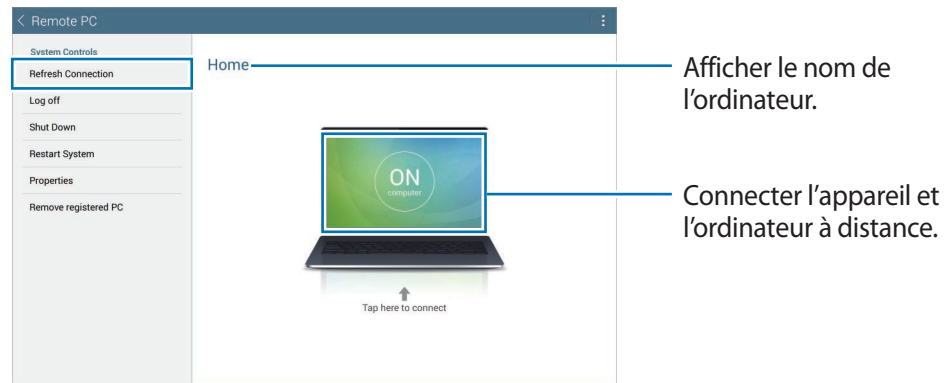 Remote PC
System Controls
Refresh Connection
Log off
Shut Down
Restart System
Properties
Remove registered PC
Home
ON
computer
Tap here to connect
Afficher le nom de
l'ordinateur.
Connecter l'appareil et
l'ordinateur à distance.